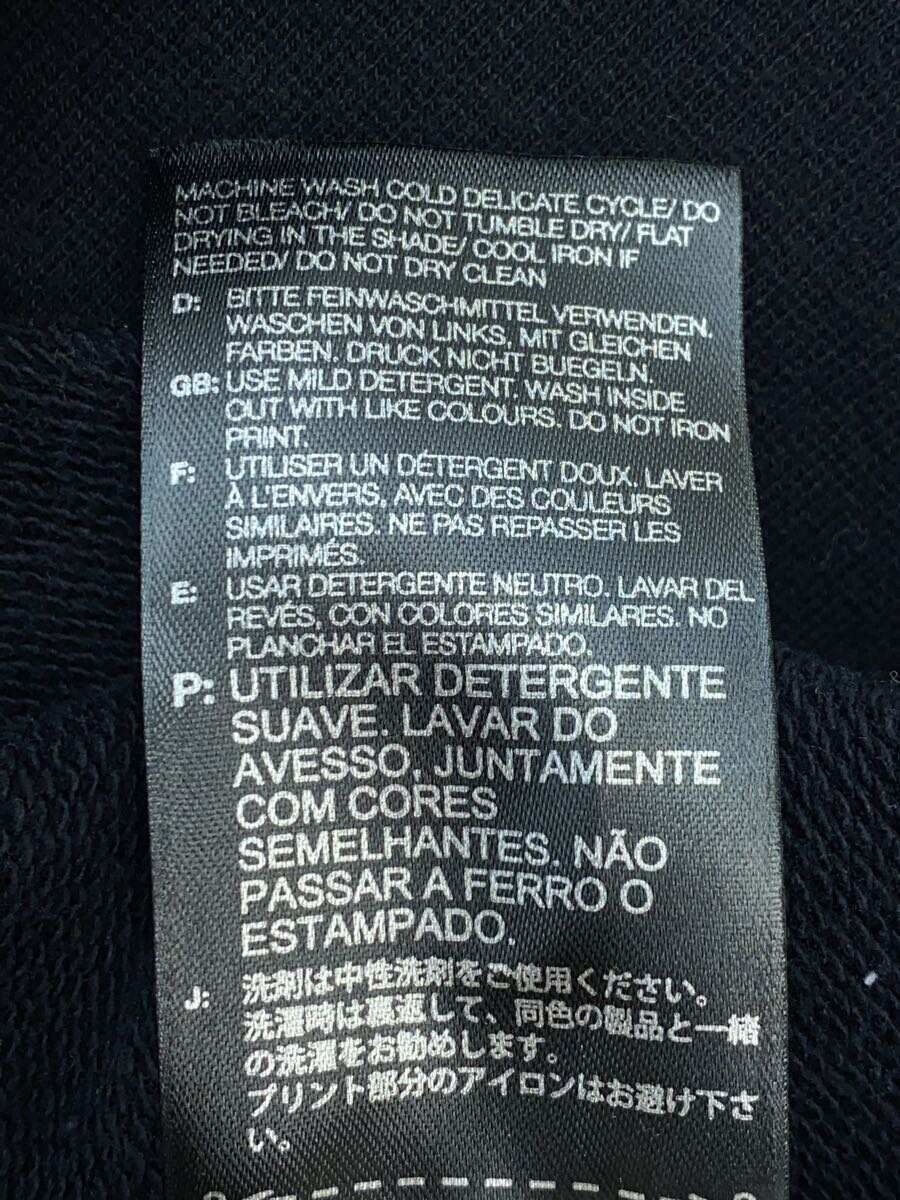 MACHINE WASH COLD DELICATE CYCLE/ DO
NOT BLEACH/ DO NOT TUMBLE DRY/ FLAT
DRYING IN THE SHADE/ COOL IRON IF
NEEDED/ DO NOT DRY CLEAN
D: BITTE FEINWASCHMITTEL VERWENDEN.
WASCHEN VON LINKS, MIT GLEICHEN
FARBEN. DRUCK NICHT BUEGELN.
GB: USE MILD DETERGENT. WASH INSIDE
OUT WITH LIKE COLOURS. DO NOT IRON
PRINT.
F: UTILISER UN DÉTERGENT DOUX. LAVER
À L'ENVERS, AVEC DES COULEURS
SIMILAIRES. NE PAS REPASSER LES
IMPRIMÉS.
E: USAR DETERGENTE NEUTRO. LAVAR DEL
REVÉS, CON COLORES SIMILARES. NO
PLANCHAR EL ESTAMPADO.
P: UTILIZAR DETERGENTE
SUAVE. LAVAR DO
AVESSO, JUNTAMENTE
COM CORES
SEMELHANTES. NÃO
PASSAR A FERRO O
ESTAMPADO.
J: 洗剤は中性洗剤をご使用ください。
洗濯時は裏返して、同色の製品と一緒
の洗濯をお勧めします。
プリント部分のアイロンはお避け下さ
い。